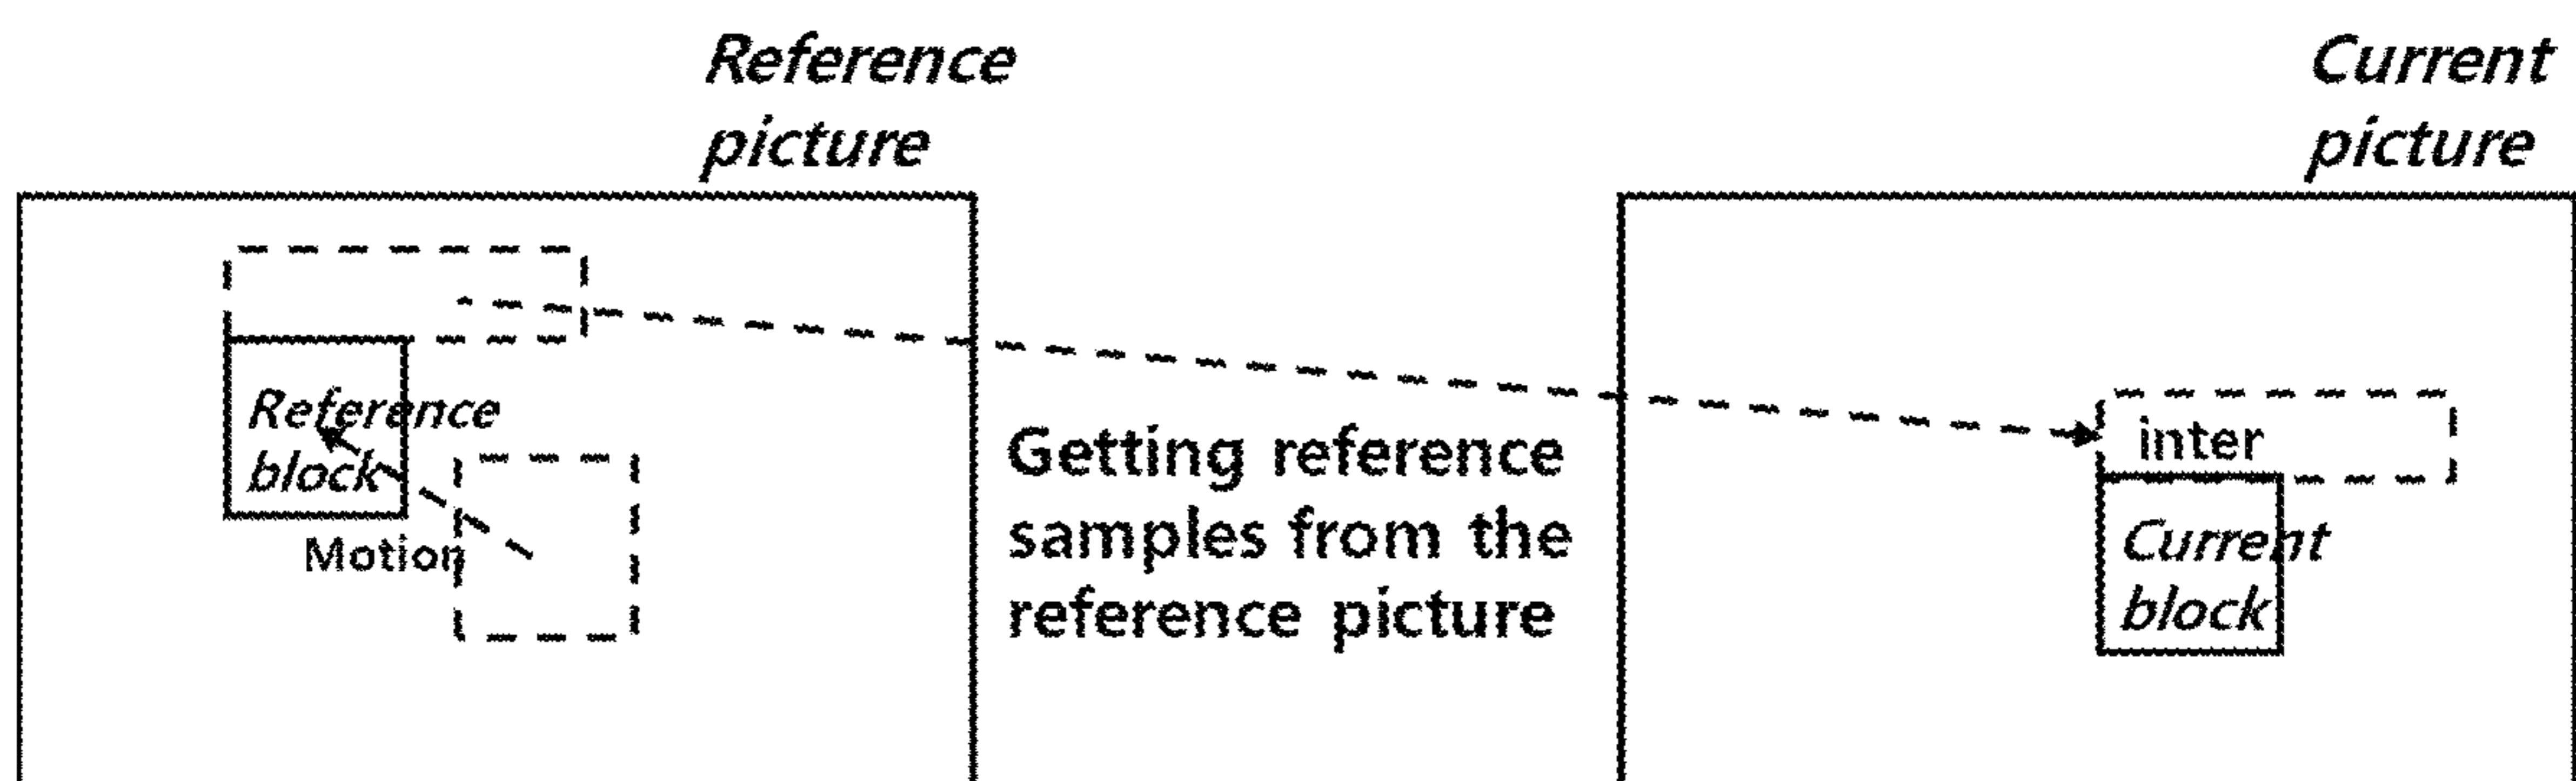 Reference
picture
Current
picture
Reference
block
Motion
Getting reference
samples from the
reference picture
inter
Current
block